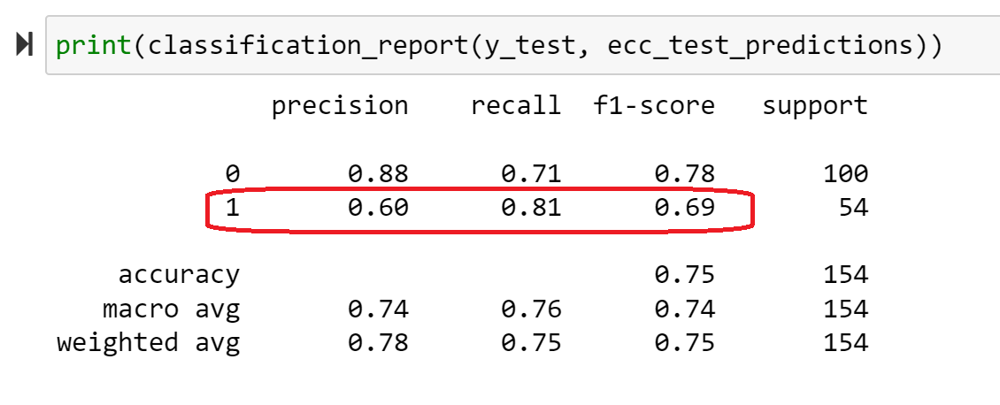 print(classification_report(y_test, ecc_test_predictions))
precision recall f1-score support
0 0.88 0.71 0.78 100
1 0.60 0.81 0.69 54
accuracy 0.75 154
macro avg 0.74 0.76 0.74 154
weighted avg 0.78 0.75 0.75 154